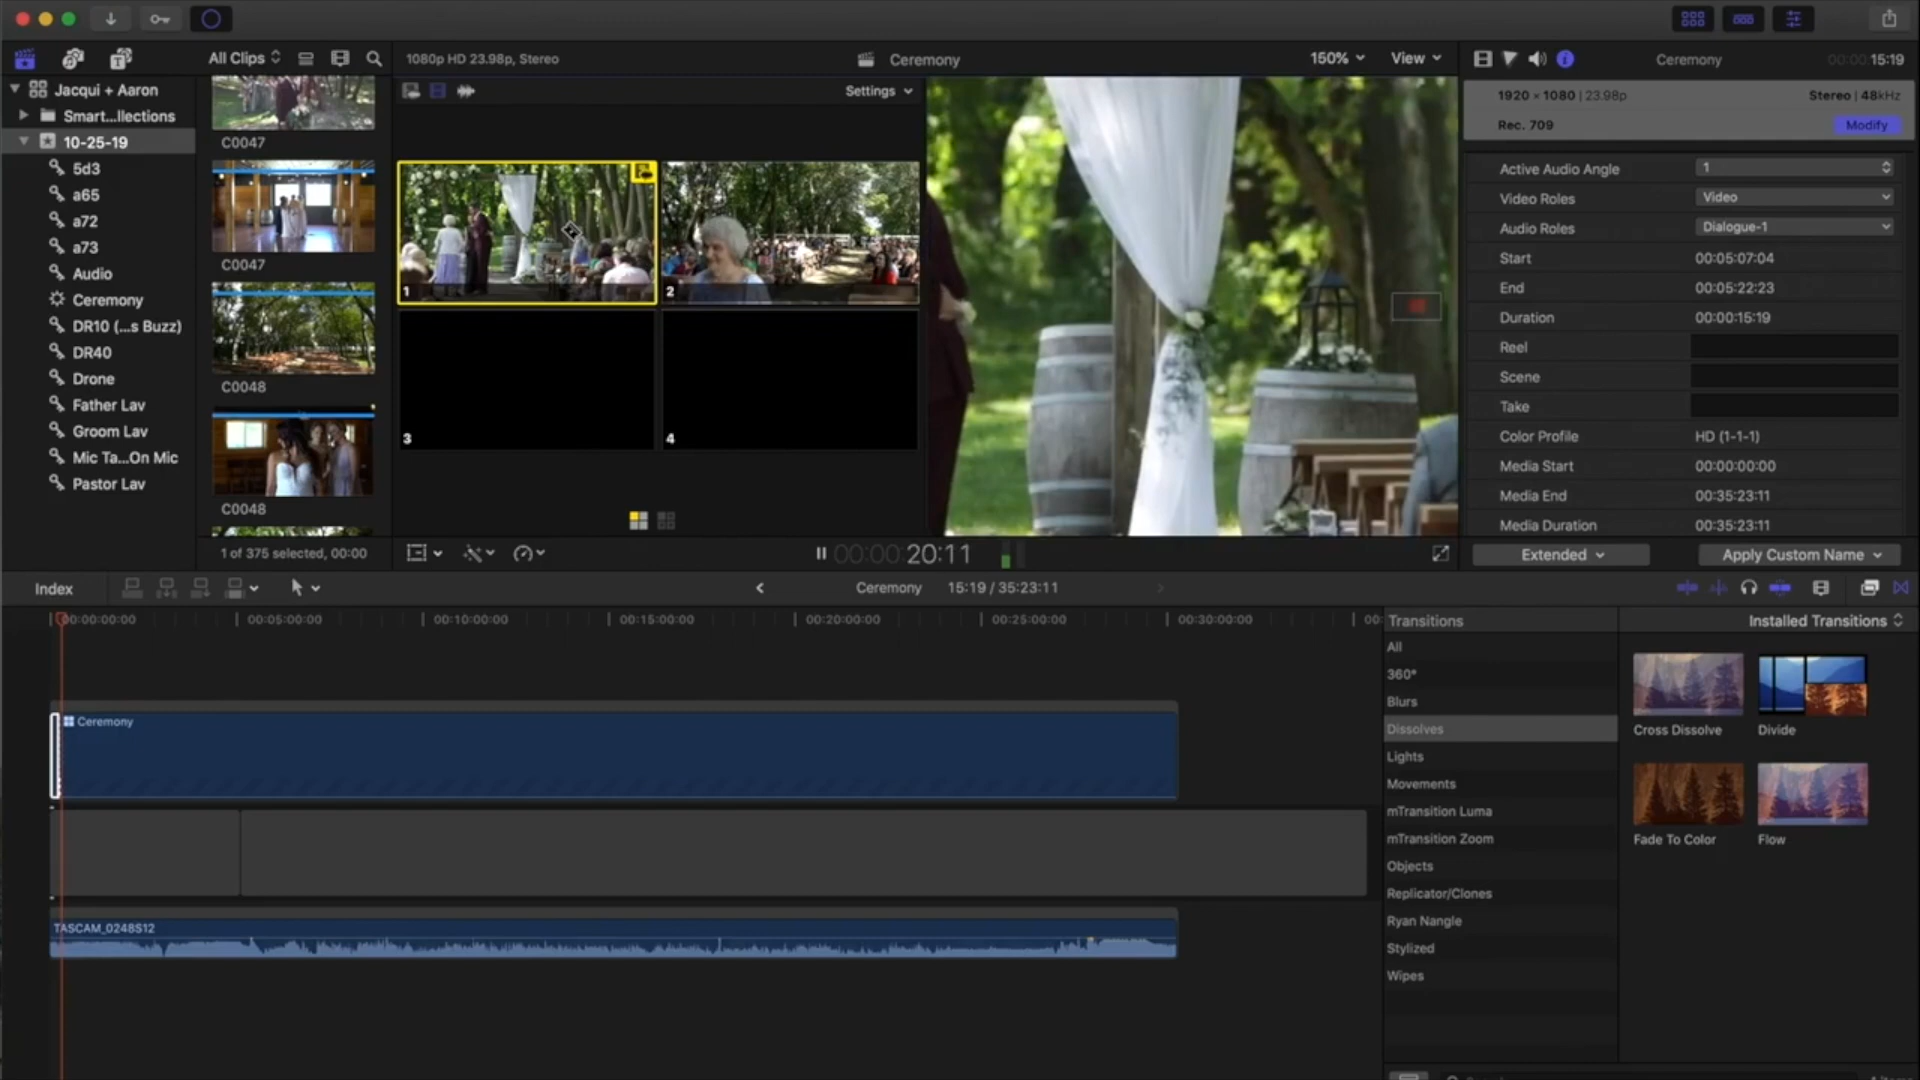 All Clips
1080p HD 23.98p, Stereo
Ceremony
150%
View
Ceremony
00:00:15:19
Jacqui + Aaron
Smart...llections
10-25-19
5d3
a65
a72
a73
Audio
Ceremony
DR10 (...s Buzz)
DR40
Drone
Father Lav
Groom Lav
Mic Ta...On Mic
Pastor Lav
C0047
C0047
C0048
C0048
1 of 375 selected, 00:00
Settings
1
2
3
4
00:00:20:11
1920 × 1080 | 23.98p
Stereo | 48kHz
Rec. 709
Modify
Active Audio Angle
1
Video Roles
Video
Audio Roles
Dialogue-1
Start
00:05:07:04
End
00:05:22:23
Duration
00:00:15:19
Reel
Scene
Take
Color Profile
HD (1-1-1)
Media Start
00:00:00:00
Media End
00:35:23:11
Media Duration
00:35:23:11
Extended
Apply Custom Name
Index
Ceremony
15:19 / 35:23:11
00:00:00:00
00:05:00:00
00:10:00:00
00:15:00:00
00:20:00:00
00:25:00:00
00:30:00:00
00:
Ceremony
TASCAM_0248S12
Transitions
All
360°
Blurs
Dissolves
Lights
Movements
mTransition Luma
mTransition Zoom
Objects
Replicator/Clones
Ryan Nangle
Stylized
Wipes
Installed Transitions
Cross Dissolve
Divide
Fade To Color
Flow